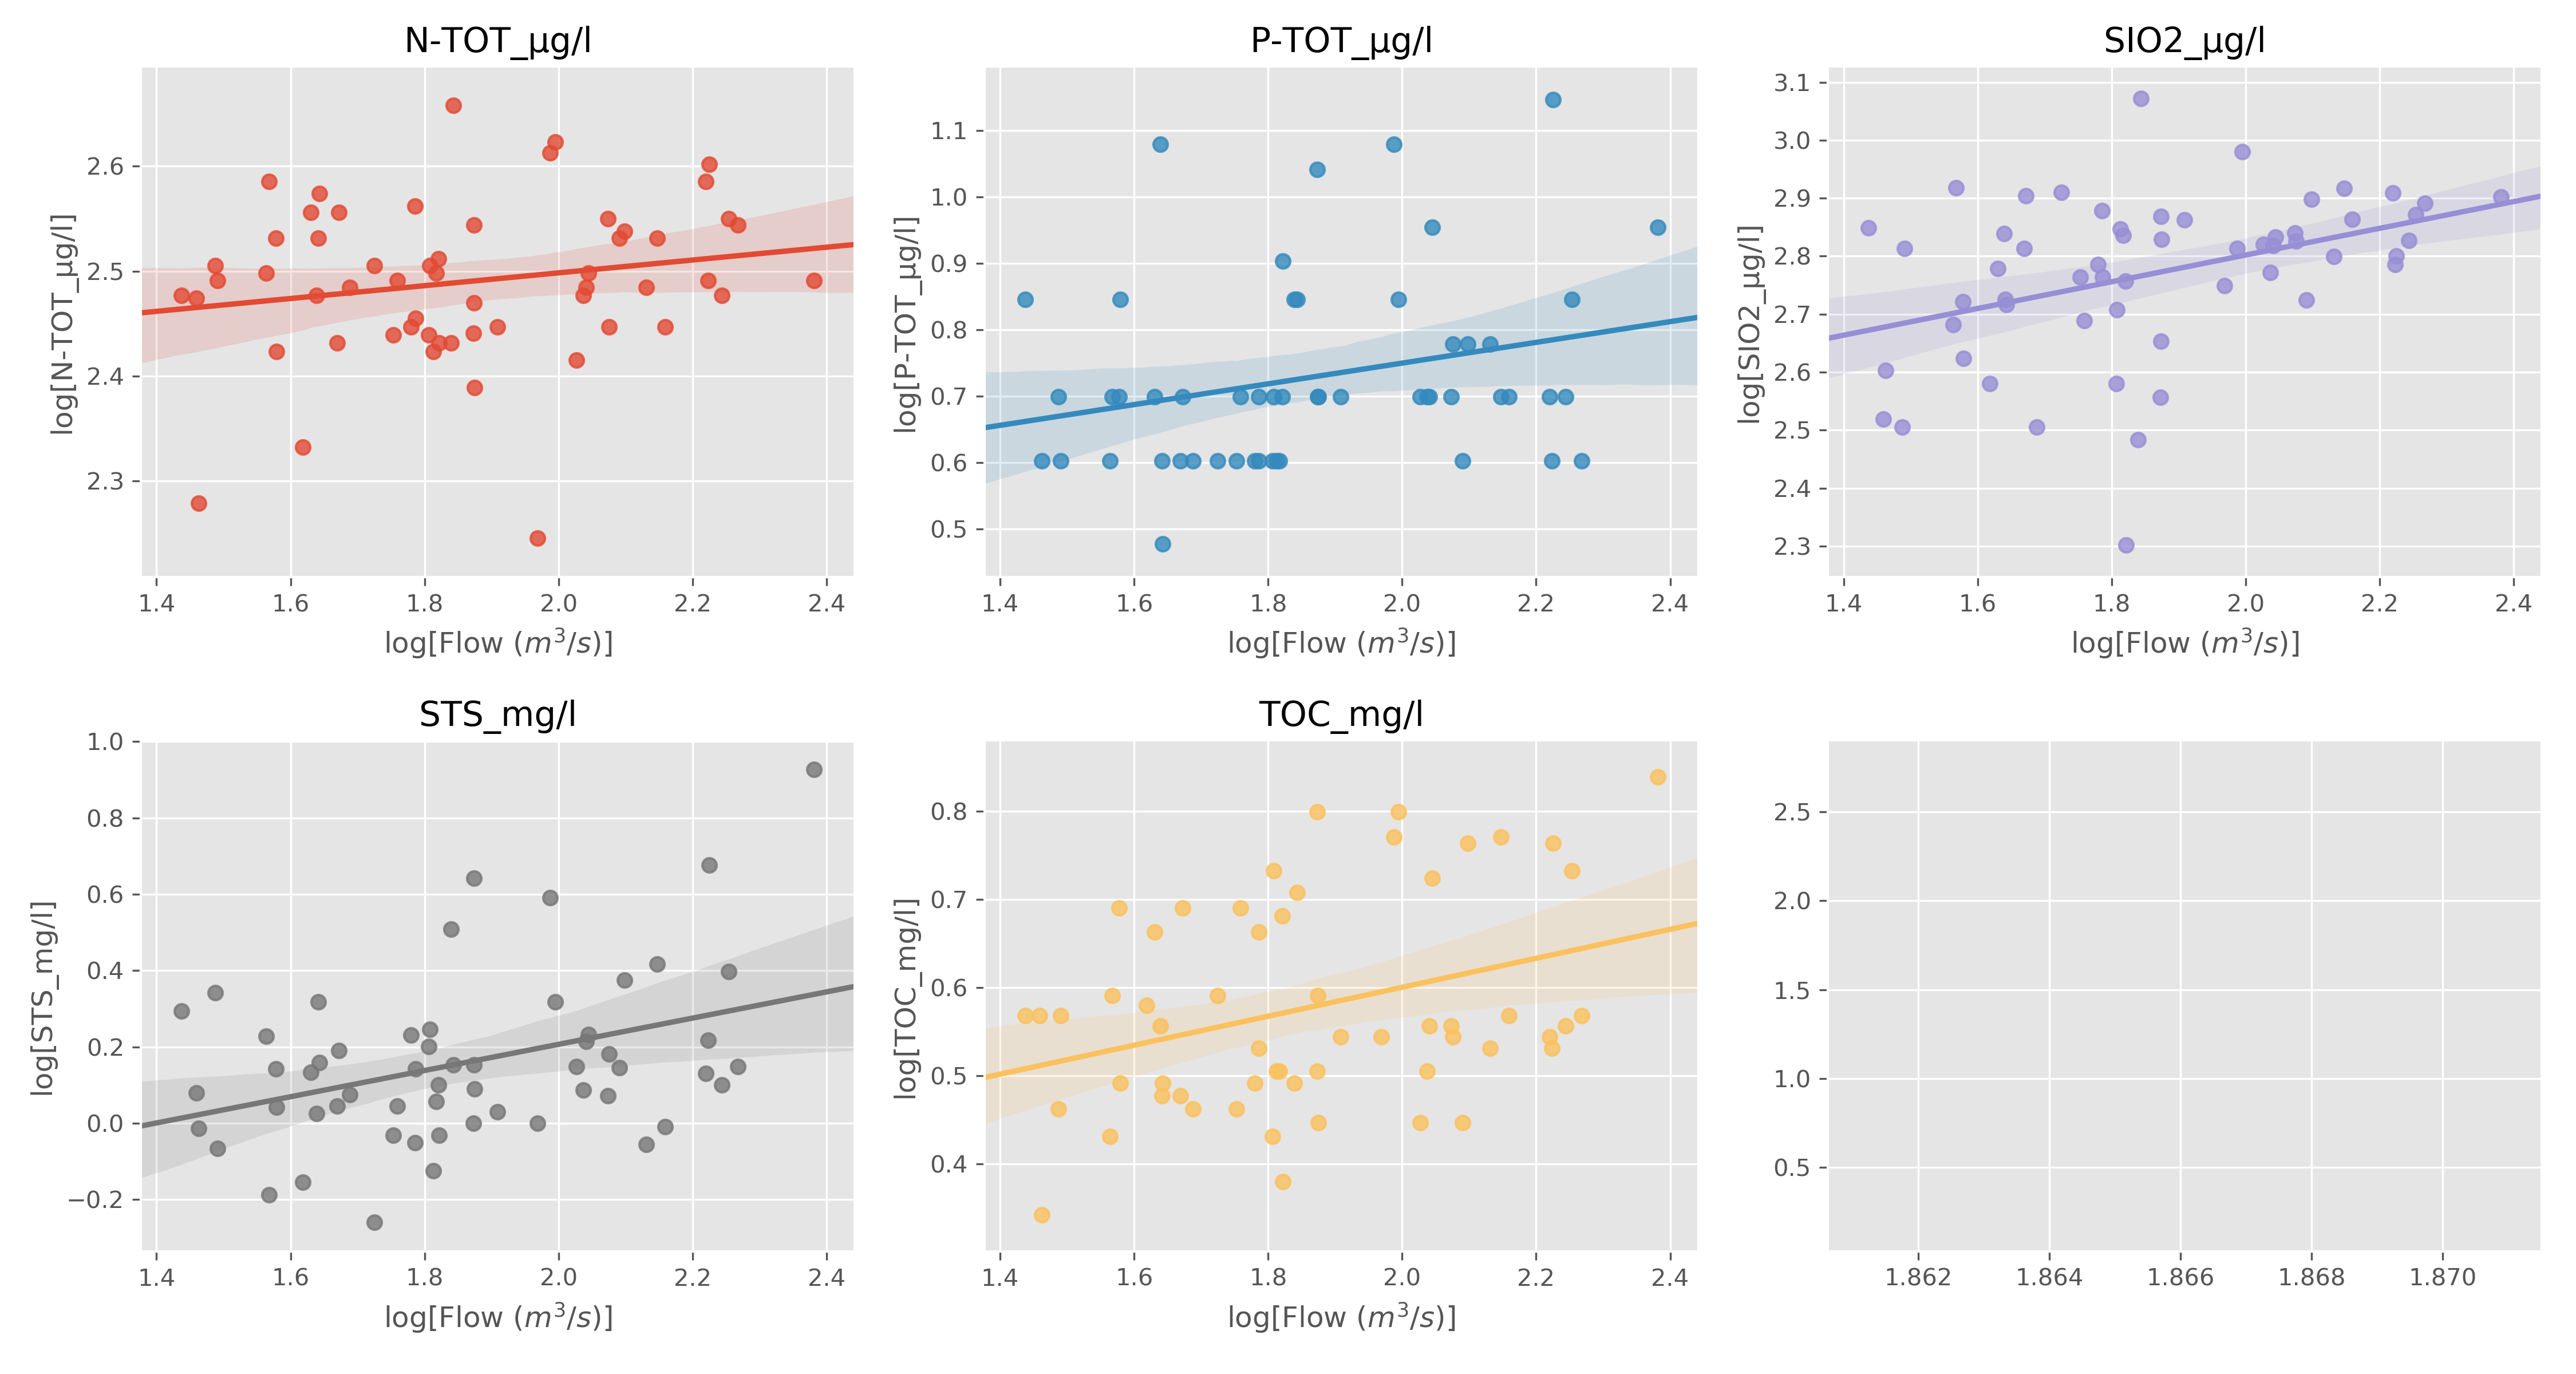 N-TOT_µg/l
P-TOT_µg/l
SIO2_µg/l
log[N-TOT_µg/l]
2.6
2.5
2.4
2.3
1.4 1.6 1.8 2.0 2.2 2.4
log[Flow (m³/s)]
log[P-TOT_µg/l]
1.1
1.0
0.9
0.8
0.7
0.6
0.5
1.4 1.6 1.8 2.0 2.2 2.4
log[Flow (m³/s)]
log[SIO2_µg/l]
3.1
3.0
2.9
2.8
2.7
2.6
2.5
2.4
2.3
1.4 1.6 1.8 2.0 2.2 2.4
log[Flow (m³/s)]
STS_mg/l
TOC_mg/l
log[STS_mg/l]
1.0
0.8
0.6
0.4
0.2
0.0
−0.2
1.4 1.6 1.8 2.0 2.2 2.4
log[Flow (m³/s)]
log[TOC_mg/l]
0.8
0.7
0.6
0.5
0.4
1.4 1.6 1.8 2.0 2.2 2.4
log[Flow (m³/s)]
2.5
2.0
1.5
1.0
0.5
1.862 1.864 1.866 1.868 1.870